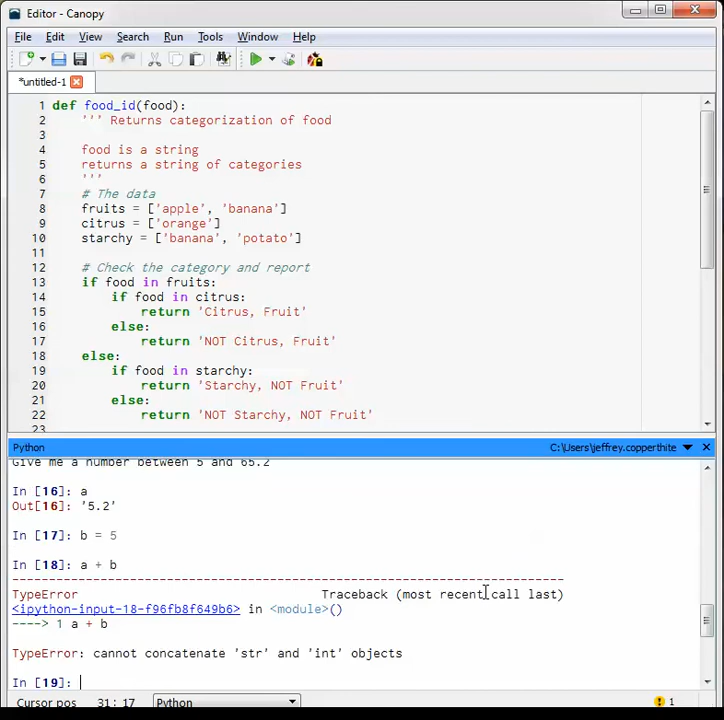 Editor - Canopy
File Edit View Search Run Tools Window Help
*untitled-1
1 def food_id(food):
2 ''' Returns categorization of food
3
4 food is a string
5 returns a string of categories
6 '''
7 # The data
8 fruits = ['apple', 'banana']
9 citrus = ['orange']
10 starchy = ['banana', 'potato']
11
12 # Check the category and report
13 if food in fruits:
14 if food in citrus:
15 return 'Citrus, Fruit'
16 else:
17 return 'NOT Citrus, Fruit'
18 else:
19 if food in starchy:
20 return 'Starchy, NOT Fruit'
21 else:
22 return 'NOT Starchy, NOT Fruit'
23
Python C:\Users\jeffrey.copperthite
Give me a number between 5 and 65.2
In [16]: a
Out[16]: '5.2'
In [17]: b = 5
In [18]: a + b
---------------------------------------------------------------------------
TypeError Traceback (most recent call last)
<ipython-input-18-f96fb8f649b6> in <module>()
----> 1 a + b
TypeError: cannot concatenate 'str' and 'int' objects
In [19]:
Cursor pos 31: 17 Python 1